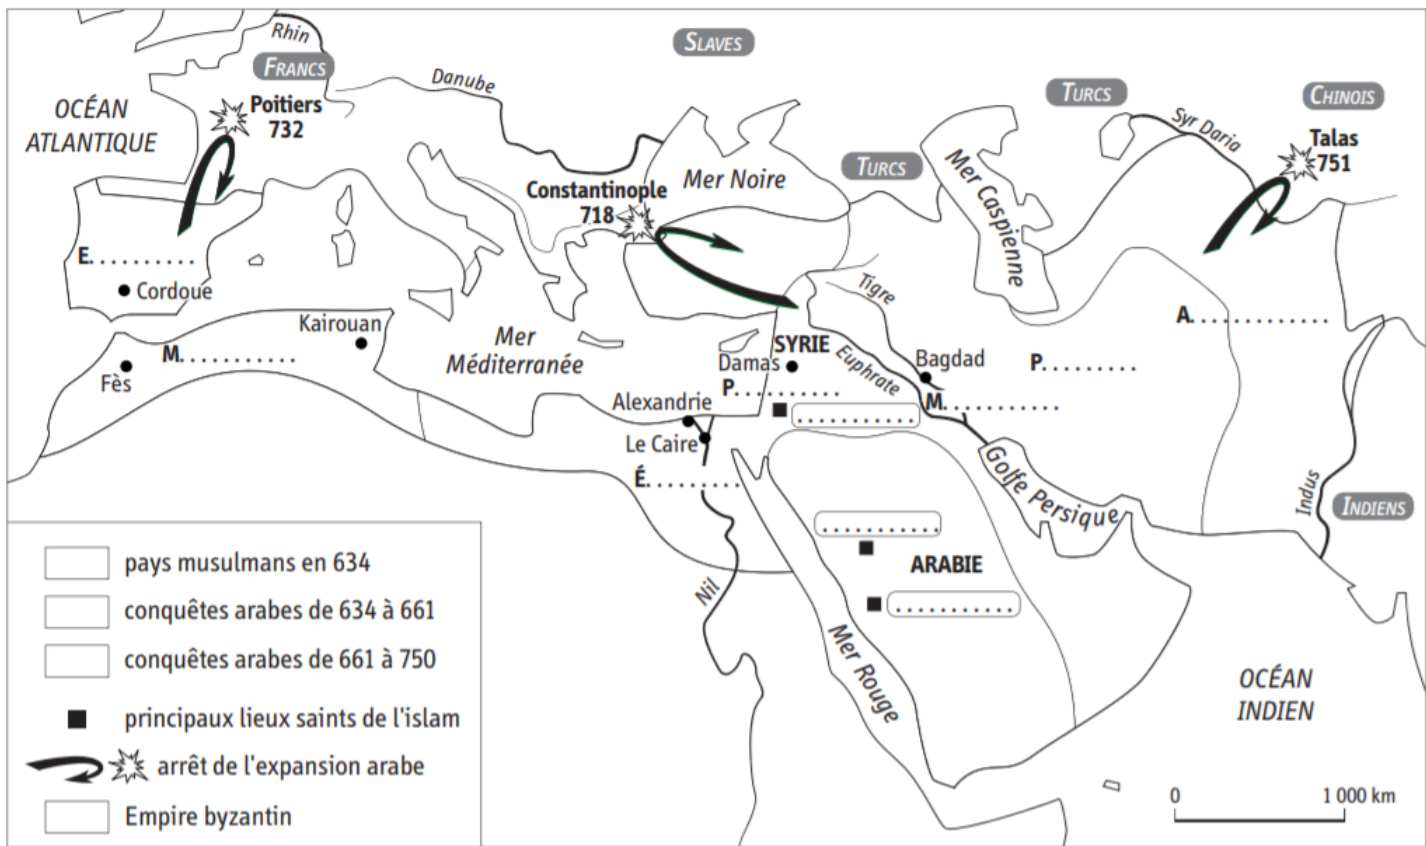 Rhin
SLAVES
FRANCS
Danube
TURCS
CHINOIS
OCÉAN
ATLANTIQUE
Poitiers
732
Syr Daria
Talas
751
TURCS
Mer Caspienne
Constantinople
718
Mer Noire
E..........
Cordoue
Tigre
A.............
Kairouan
Mer
Méditerranée
SYRIE
M...........
Fès
Damas
Euphrate
Bagdad
P.........
P..........
Alexandrie
...........
M...........
Le Caire
Golfe Persique
É.........
Indus
INDIENS
...........
ARABIE
...........
Nil
Mer Rouge
OCÉAN
INDIEN
pays musulmans en 634
conquêtes arabes de 634 à 661
conquêtes arabes de 661 à 750
principaux lieux saints de l'islam
arrêt de l'expansion arabe
Empire byzantin
0 1 000 km